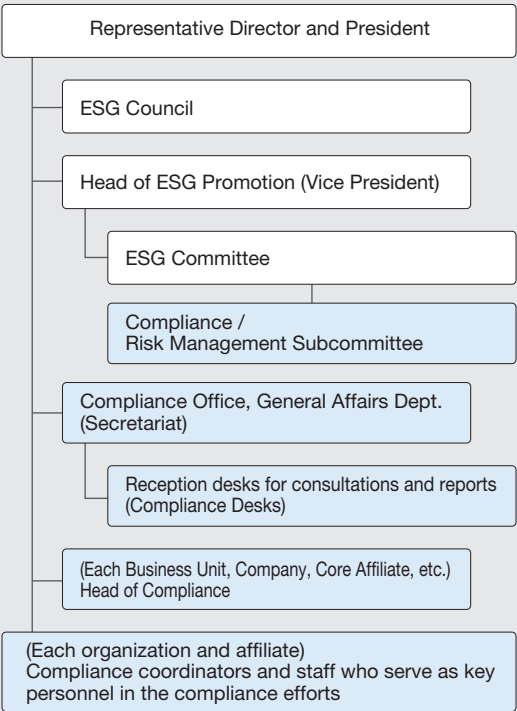 Representative Director and President
ESG Council
Head of ESG Promotion (Vice President)
ESG Committee
Compliance /
Risk Management Subcommittee
Compliance Office, General Affairs Dept.
(Secretariat)
Reception desks for consultations and reports
(Compliance Desks)
(Each Business Unit, Company, Core Affiliate, etc.)
Head of Compliance
(Each organization and affiliate)
Compliance coordinators and staff who serve as key
personnel in the compliance efforts